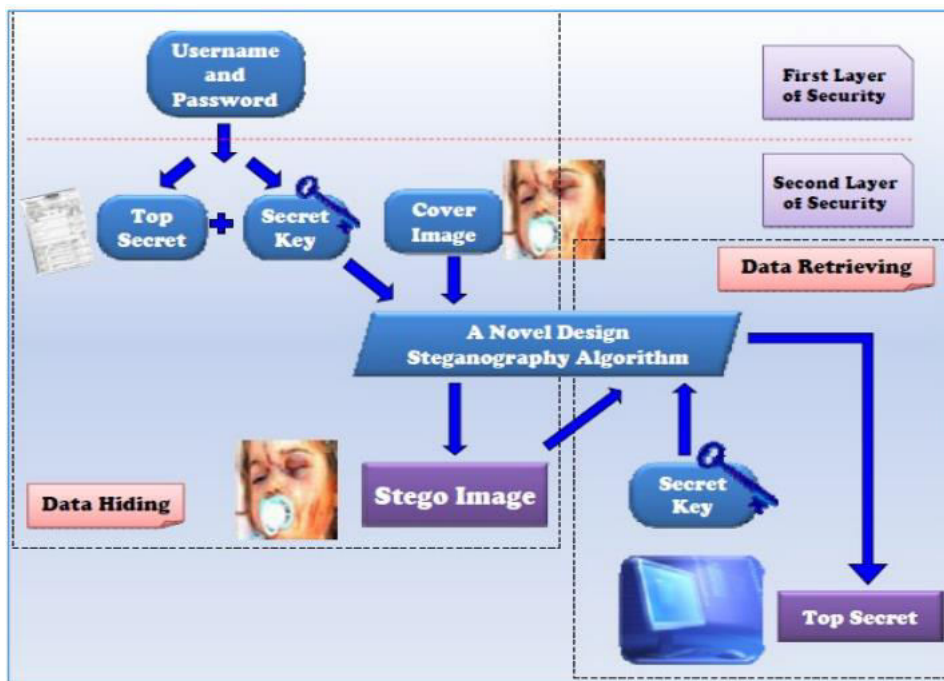 Username
and
Password
First Layer
of Security
Second Layer
of Security
Top
Secret
Secret
Key
Cover
Image
Data Retrieving
A Novel Design
Steganography Algorithm
Data Hiding
Stego Image
Secret
Key
Top Secret